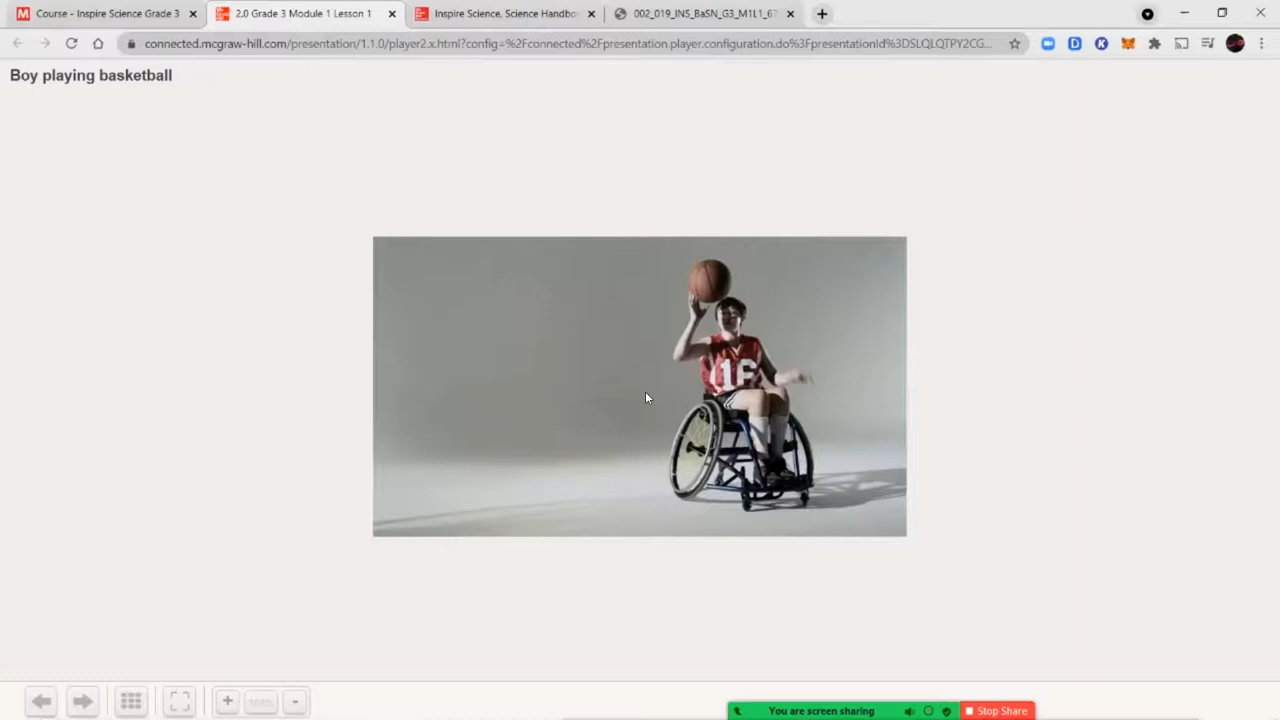 Course - Inspire Science Grade 3
2.0 Grade 3 Module 1 Lesson 1
Inspire Science, Science Handbo
002_019_INS_BaSN_G3_M1L1_6?
connected.mcgraw-hill.com/presentation/1.1.0/player2.x.html?config=%2Fconnected%2Fpresentation.player.configuration.do%3FpresentationId%3DSLQLQTPY2CG...
Boy playing basketball
16
100%
You are screen sharing
Stop Share